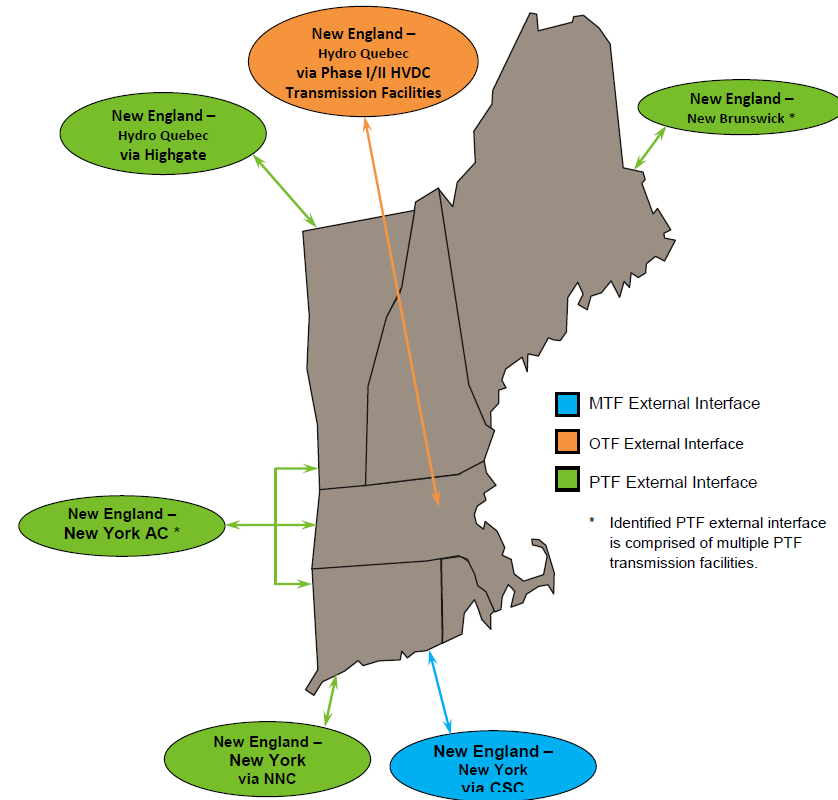 New England –
Hydro Quebec
via Phase I/II HVDC
Transmission Facilities
New England –
Hydro Quebec
via Highgate
New England –
New Brunswick *
MTF External Interface
OTF External Interface
PTF External Interface
* Identified PTF external interface
is comprised of multiple PTF
transmission facilities.
New England –
New York AC *
New England –
New York
via NNC
New England –
New York
via CSC